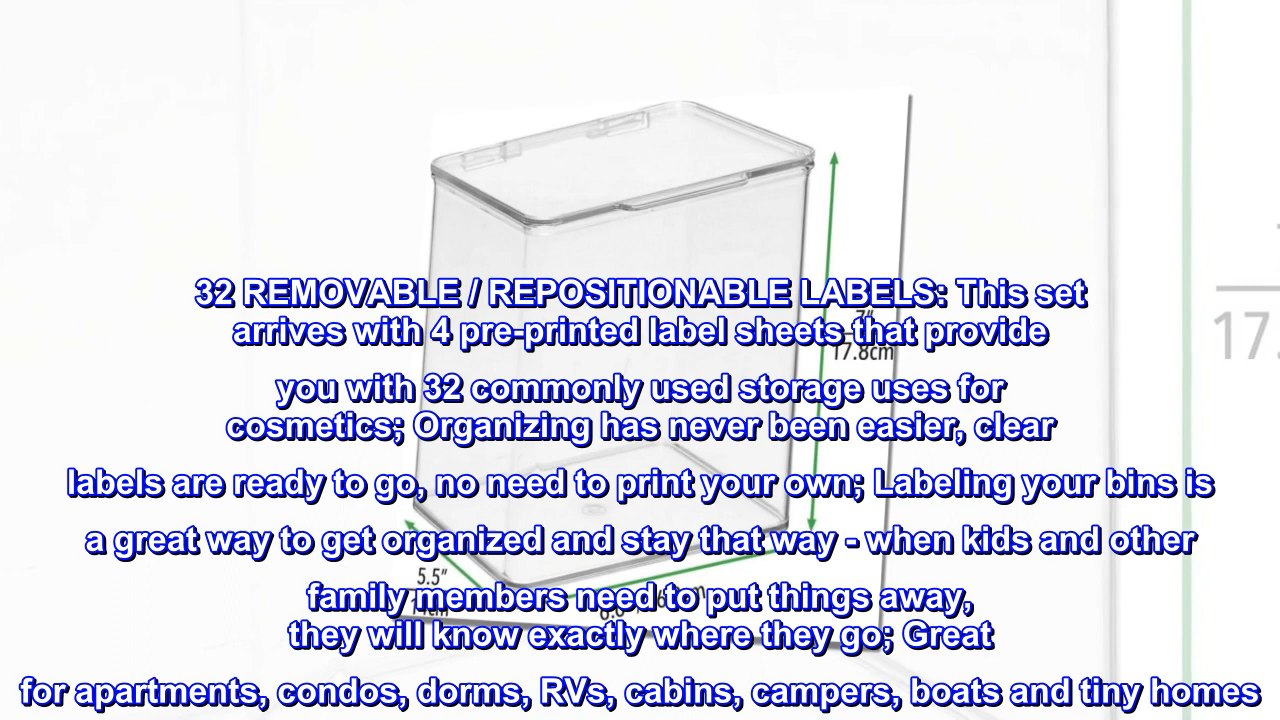 32 REMOVABLE / REPOSITIONABLE LABELS: This set
arrives with 4 pre-printed label sheets that provide
7"
17.8cm
17.
you with 32 commonly used storage uses for
cosmetics; Organizing has never been easier, clear
labels are ready to go, no need to print your own; Labeling your bins is
a great way to get organized and stay that way - when kids and other
5.5"
family members need to put things away,
they will know exactly where they go; Great
for apartments, condos, dorms, RVs, cabins, campers, boats and tiny homes